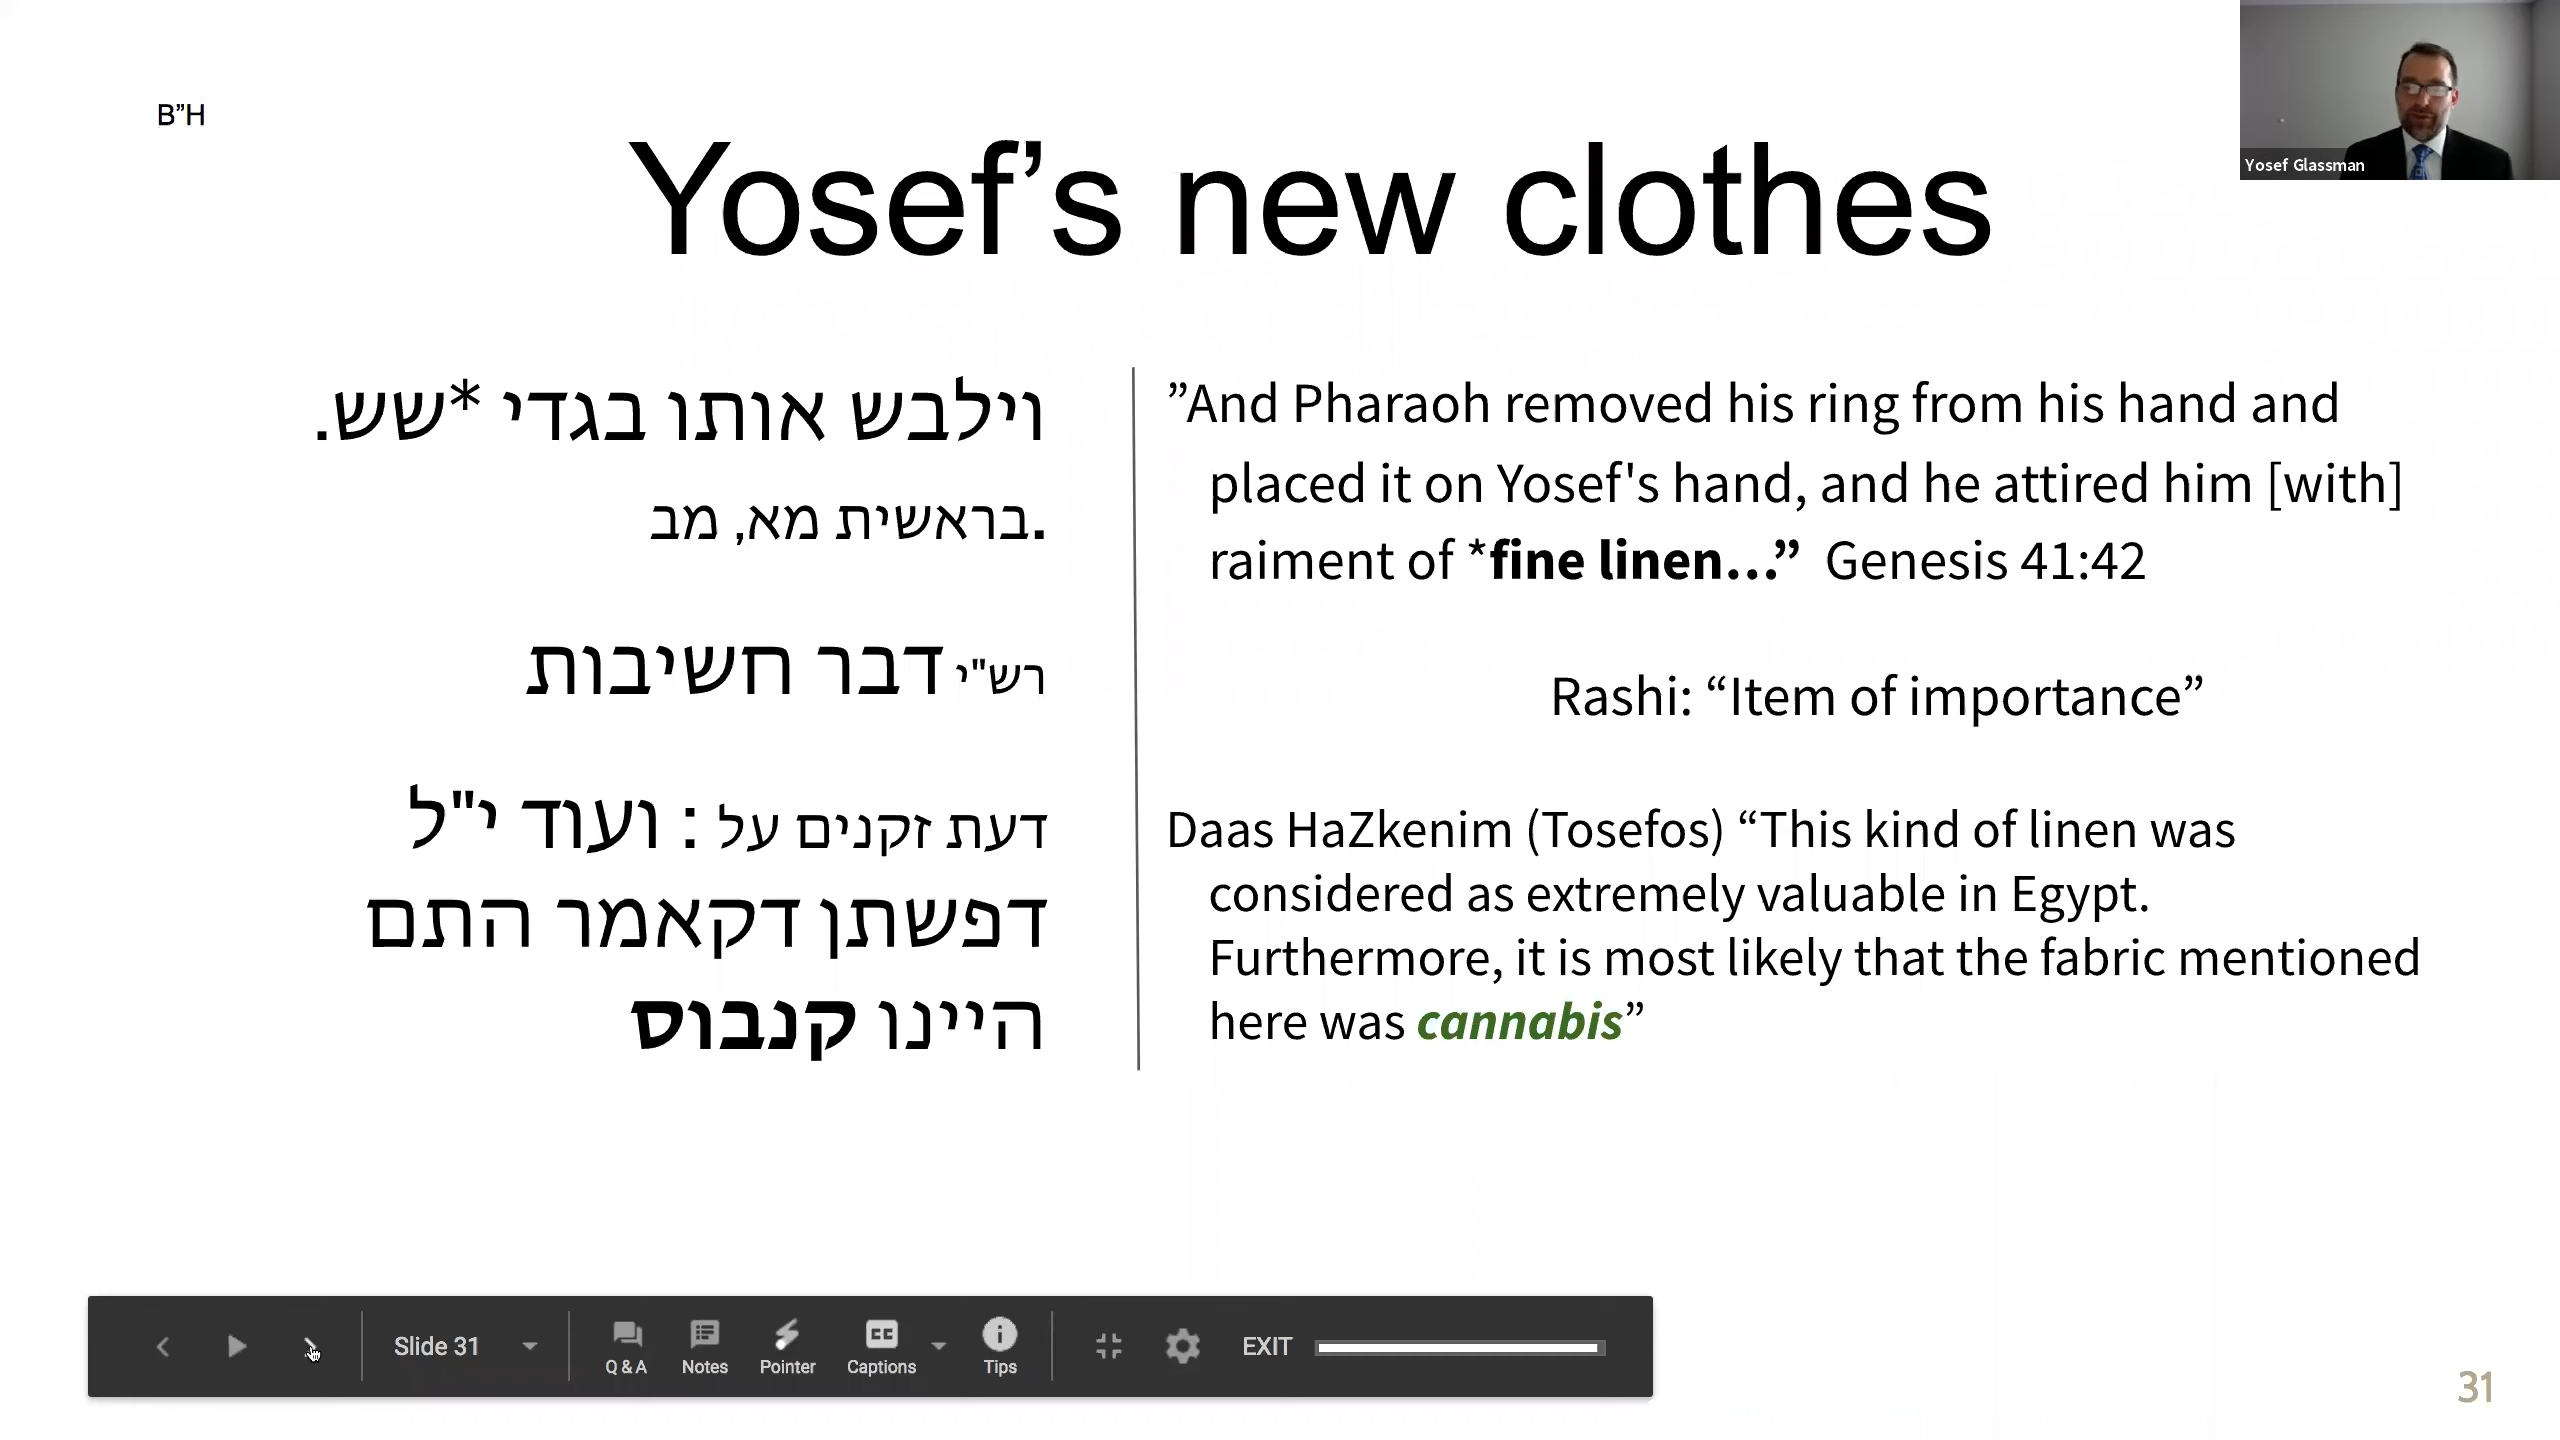 B”H
Yosef’s new clothes
Yosef Glassman
וילבש אותו בגדי *שש.
בראשית מא, מב.
רש"י דבר חשיבות
דעת זקנים על : ועוד י"ל
דפשתן דקאמר התם
היינו קנבוס
”And Pharaoh removed his ring from his hand and
placed it on Yosef's hand, and he attired him [with]
raiment of *fine linen...” Genesis 41:42
Rashi: “Item of importance”
Daas HaZkenim (Tosefos) “This kind of linen was
considered as extremely valuable in Egypt.
Furthermore, it is most likely that the fabric mentioned
here was cannabis”
Slide 31
Q & A
Notes
Pointer
CC
Captions
Tips
EXIT
31